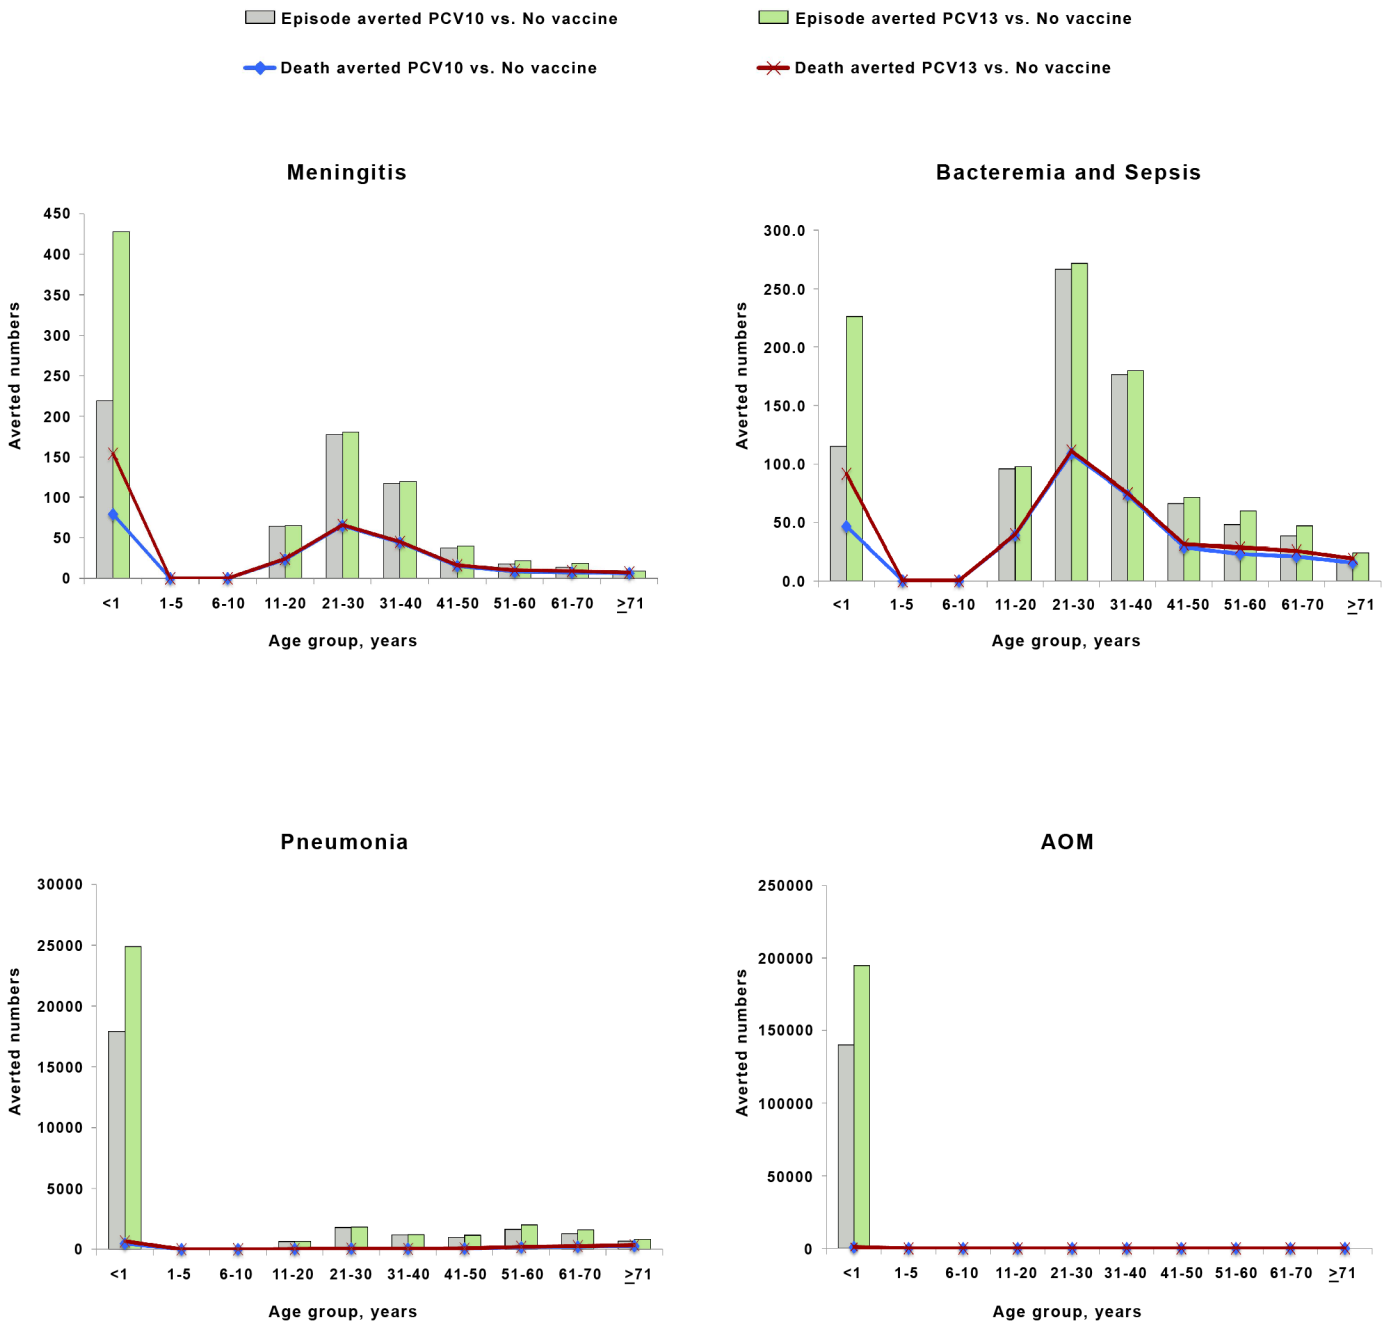 Episode averted PCV10 vs. No vaccine
Episode averted PCV13 vs. No vaccine
Death averted PCV10 vs. No vaccine
Death averted PCV13 vs. No vaccine
Meningitis
450
400
350
300
250
200
150
100
50
0
Averted numbers
<1 1-5 6-10 11-20 21-30 31-40 41-50 51-60 61-70 ≥71
Age group, years
Bacteremia and Sepsis
300.0
250.0
200.0
150.0
100.0
50.0
0.0
Averted numbers
<1 1-5 6-10 11-20 21-30 31-40 41-50 51-60 61-70 ≥71
Age group, years
Pneumonia
30000
25000
20000
15000
10000
5000
0
Averted numbers
<1 1-5 6-10 11-20 21-30 31-40 41-50 51-60 61-70 ≥71
Age group, years
AOM
250000
200000
150000
100000
50000
0
Averted numbers
<1 1-5 6-10 11-20 21-30 31-40 41-50 51-60 61-70 ≥71
Age group, years